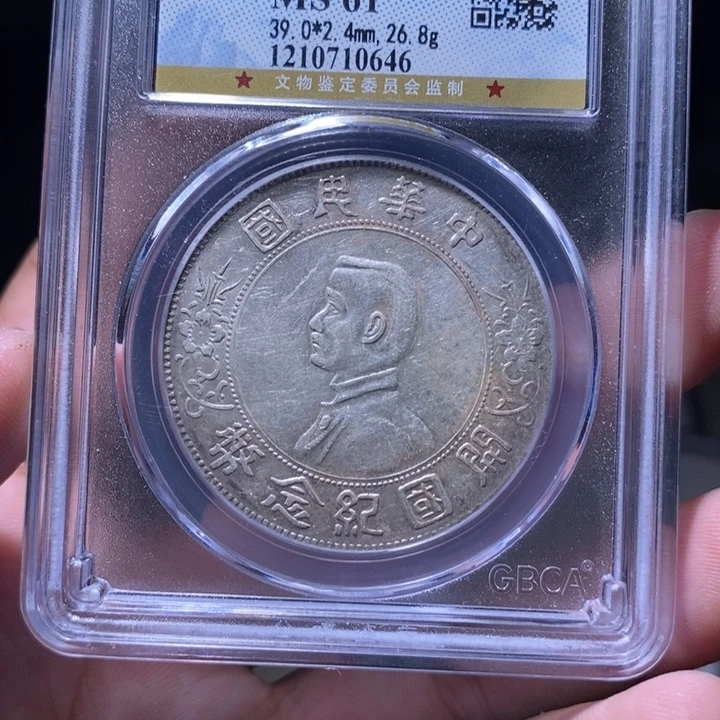 MS 61
39.0*2.4mm, 26.8g
1210710646
文物鉴定委员会监制
中華民國
開國紀念幣
GBCA®